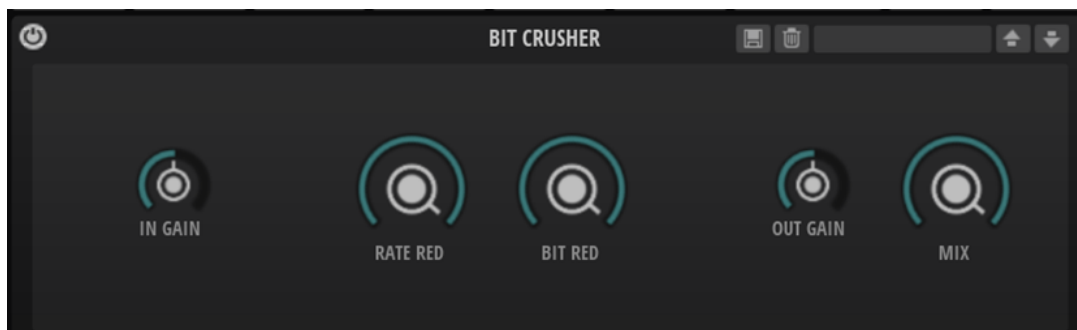 BIT CRUSHER
IN GAIN
RATE RED
BIT RED
OUT GAIN
MIX